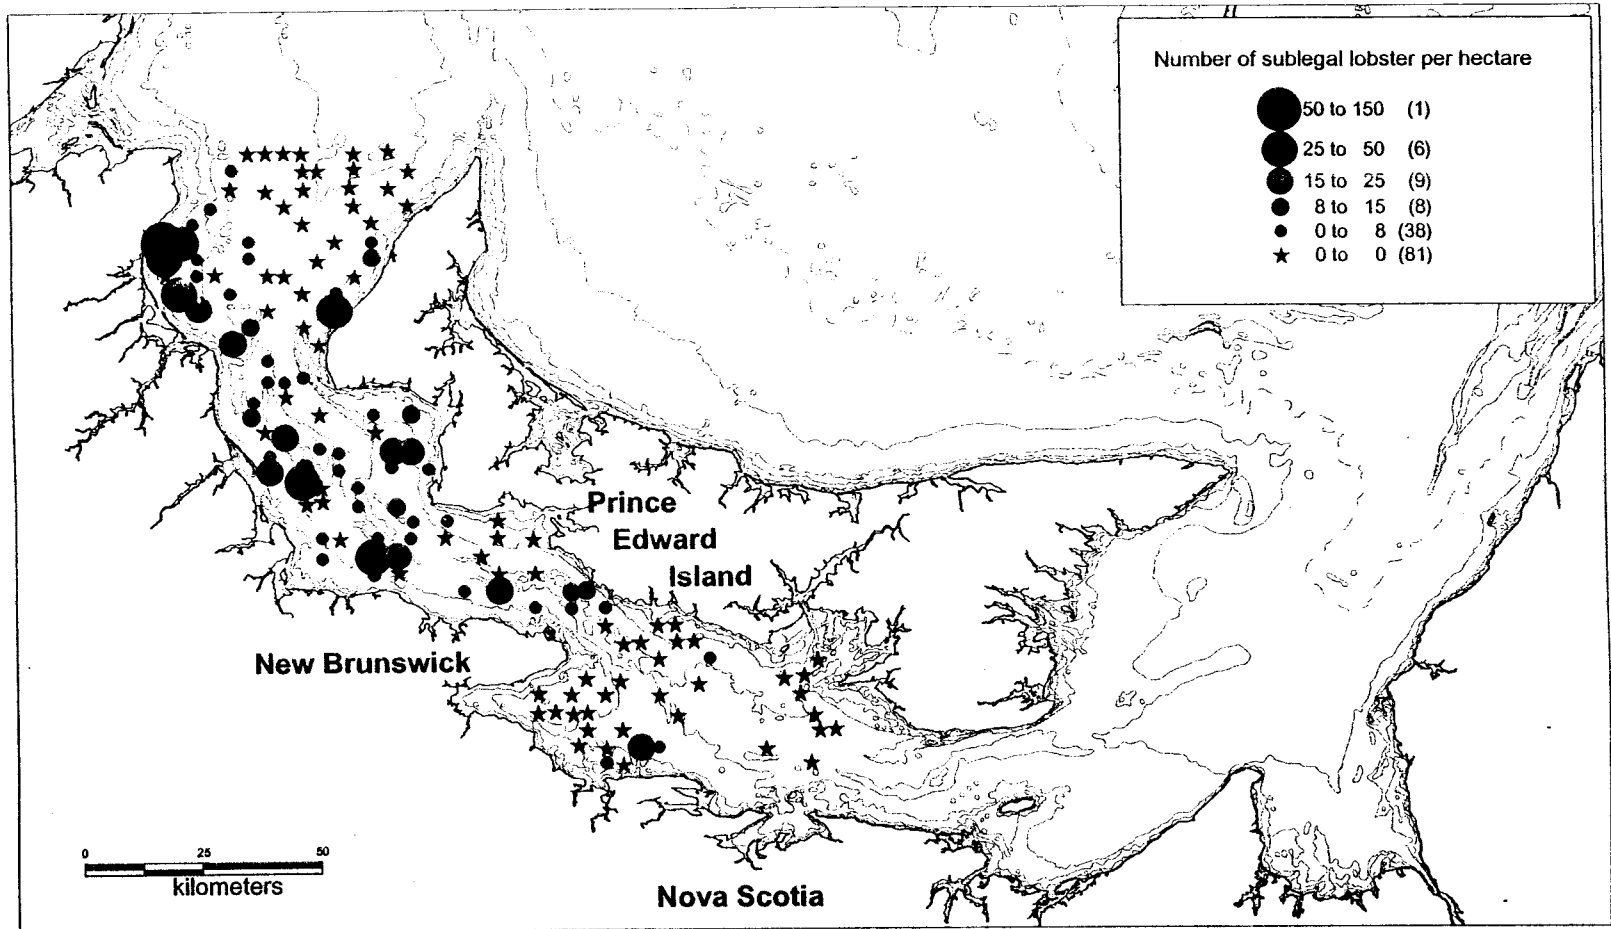 Number of sublegal lobster per hectare
50 to 150 (1)
25 to 50 (6)
15 to 25 (9)
8 to 15 (8)
0 to 8 (38)
0 to 0 (81)
Prince
Edward
Island
New Brunswick
0 25 50
kilometers
Nova Scotia